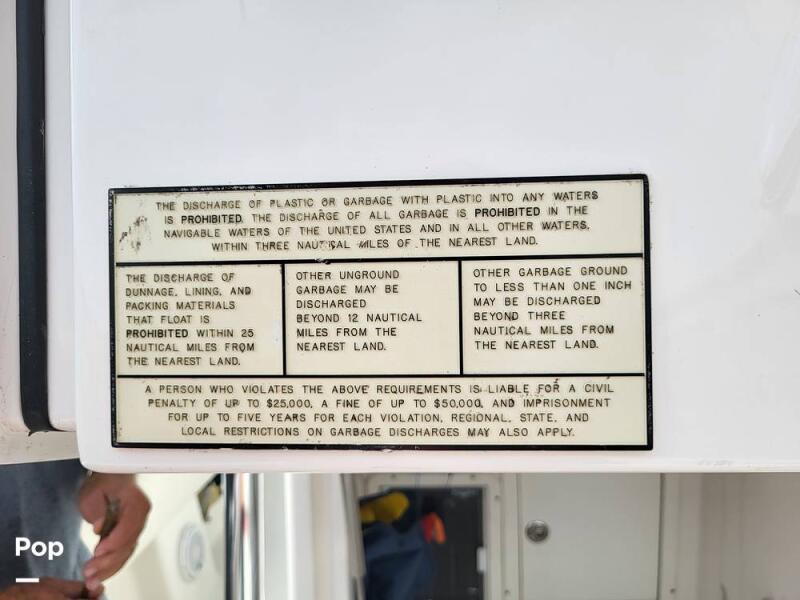 THE DISCHARGE OF PLASTIC OR GARBAGE WITH PLASTIC INTO ANY WATERS
IS PROHIBITED. THE DISCHARGE OF ALL GARBAGE IS PROHIBITED IN THE
NAVIGABLE WATERS OF THE UNITED STATES AND IN ALL OTHER WATERS,
WITHIN THREE NAUTICAL MILES OF THE NEAREST LAND.
THE DISCHARGE OF
DUNNAGE, LINING, AND
PACKING MATERIALS
THAT FLOAT IS
PROHIBITED WITHIN 25
NAUTICAL MILES FROM
THE NEAREST LAND.
OTHER UNGROUND
GARBAGE MAY BE
DISCHARGED
BEYOND 12 NAUTICAL
MILES FROM THE
NEAREST LAND.
OTHER GARBAGE GROUND
TO LESS THAN ONE INCH
MAY BE DISCHARGED
BEYOND THREE
NAUTICAL MILES FROM
THE NEAREST LAND.
A PERSON WHO VIOLATES THE ABOVE REQUIREMENTS IS LIABLE FOR A CIVIL
PENALTY OF UP TO $25,000, A FINE OF UP TO $50,000, AND IMPRISONMENT
FOR UP TO FIVE YEARS FOR EACH VIOLATION, REGIONAL, STATE, AND
LOCAL RESTRICTIONS ON GARBAGE DISCHARGES MAY ALSO APPLY.
Pop